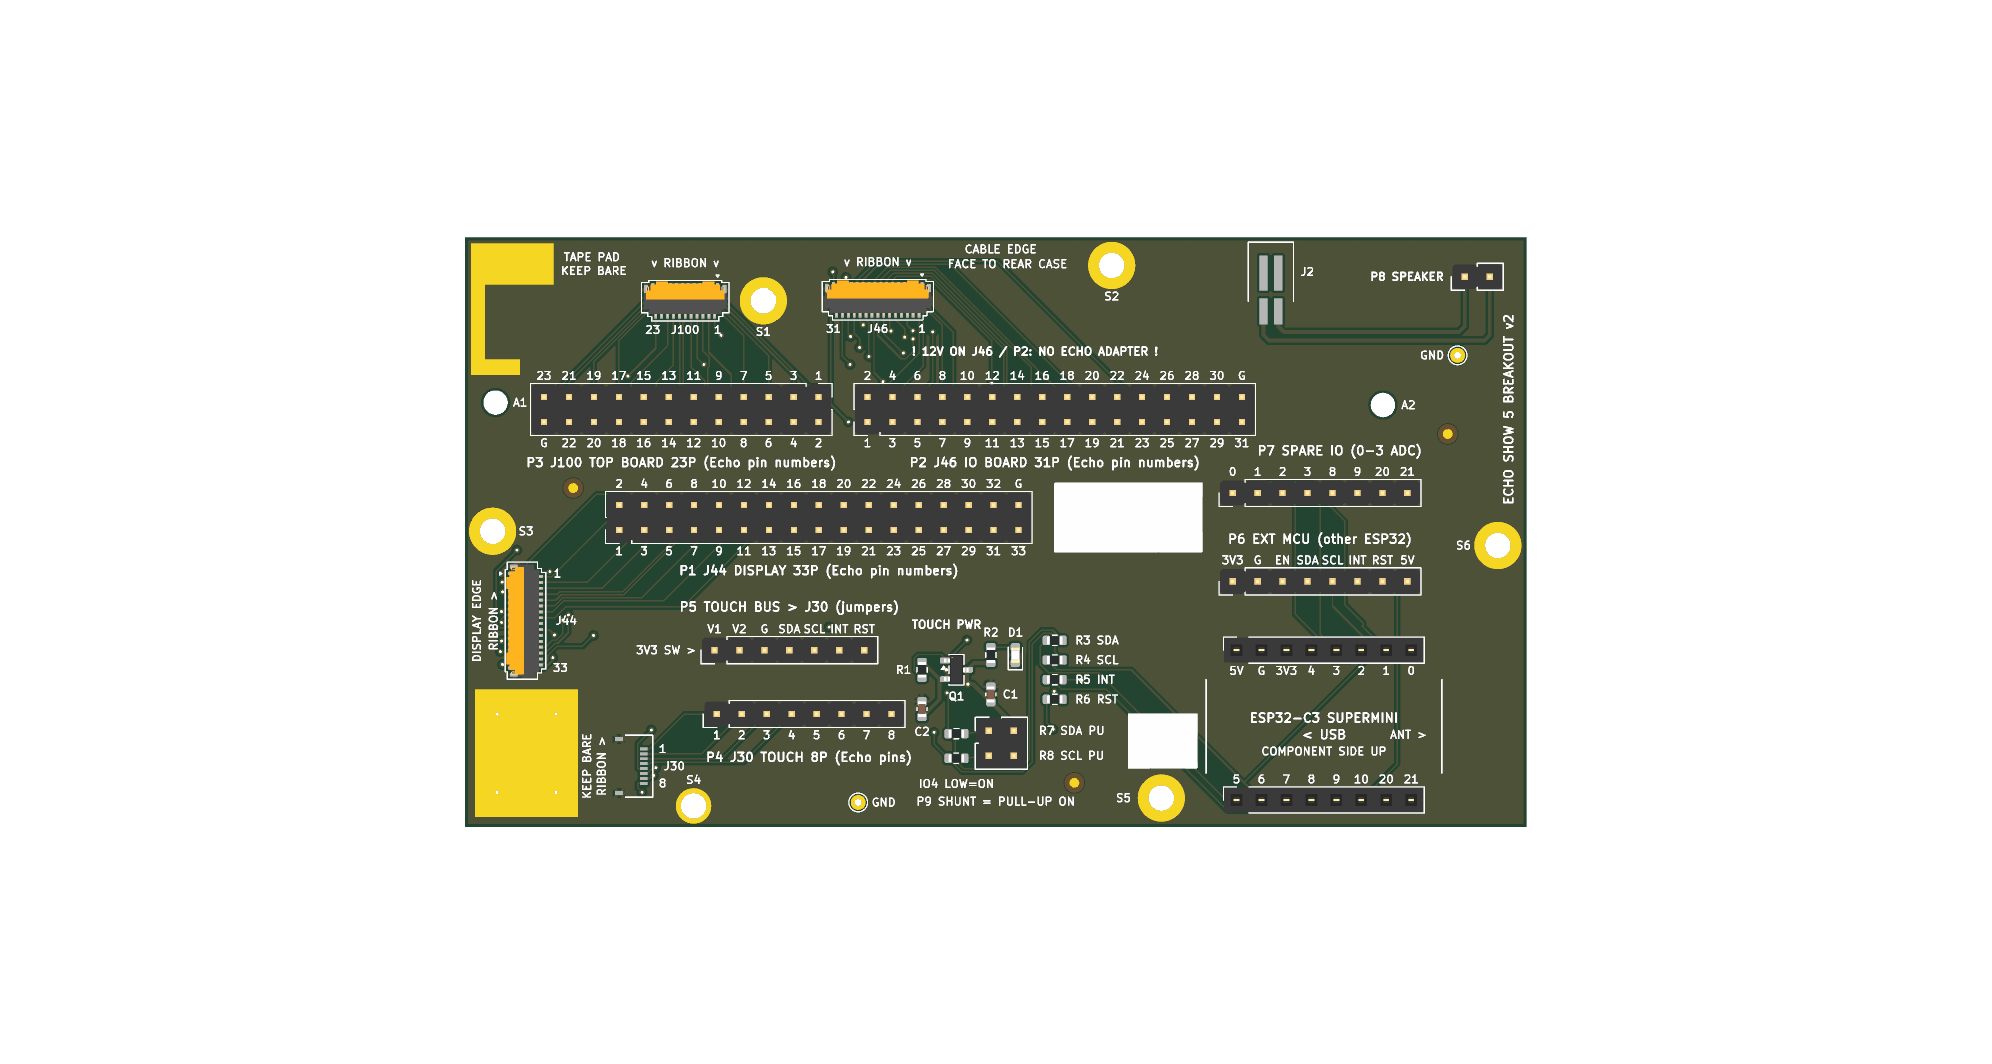 TAPE PAD
KEEP BARE
v RIBBON v
23 J100 1
S1
v RIBBON v
31 J46 1
CABLE EDGE
FACE TO REAR CASE
S2
J2
P8 SPEAKER
GND
! 12V ON J46 / P2: NO ECHO ADAPTER !
ECHO SHOW 5 BREAKOUT v2
23 21 19 17 15 13 11 9 7 5 3 1
A1
G 22 20 18 16 14 12 10 8 6 4 2
P3 J100 TOP BOARD 23P (Echo pin numbers)
2 4 6 8 10 12 14 16 18 20 22 24 26 28 30 G
A2
1 3 5 7 9 11 13 15 17 19 21 23 25 27 29 31
P2 J46 IO BOARD 31P (Echo pin numbers)
P7 SPARE IO (0-3 ADC)
0 1 2 3 8 9 20 21
2 4 6 8 10 12 14 16 18 20 22 24 26 28 30 32 G
S3
1 3 5 7 9 11 13 15 17 19 21 23 25 27 29 31 33
P1 J44 DISPLAY 33P (Echo pin numbers)
P6 EXT MCU (other ESP32)
3V3 G EN SDA SCL INT RST 5V
S6
DISPLAY EDGE
RIBBON >
1
J44
33
P5 TOUCH BUS > J30 (jumpers)
V1 V2 G SDA SCL INT RST
3V3 SW >
TOUCH PWR
R2 D1
R1
Q1
C1
C2
R3 SDA
R4 SCL
R5 INT
R6 RST
R7 SDA PU
R8 SCL PU
5V G 3V3 4 3 2 1 0
ESP32-C3 SUPERMINI
< USB ANT >
COMPONENT SIDE UP
5 6 7 8 9 10 20 21
1 2 3 4 5 6 7 8
P4 J30 TOUCH 8P (Echo pins)
KEEP BARE
RIBBON >
1
J30
8
S4
GND
IO4 LOW=ON
P9 SHUNT = PULL-UP ON
S5